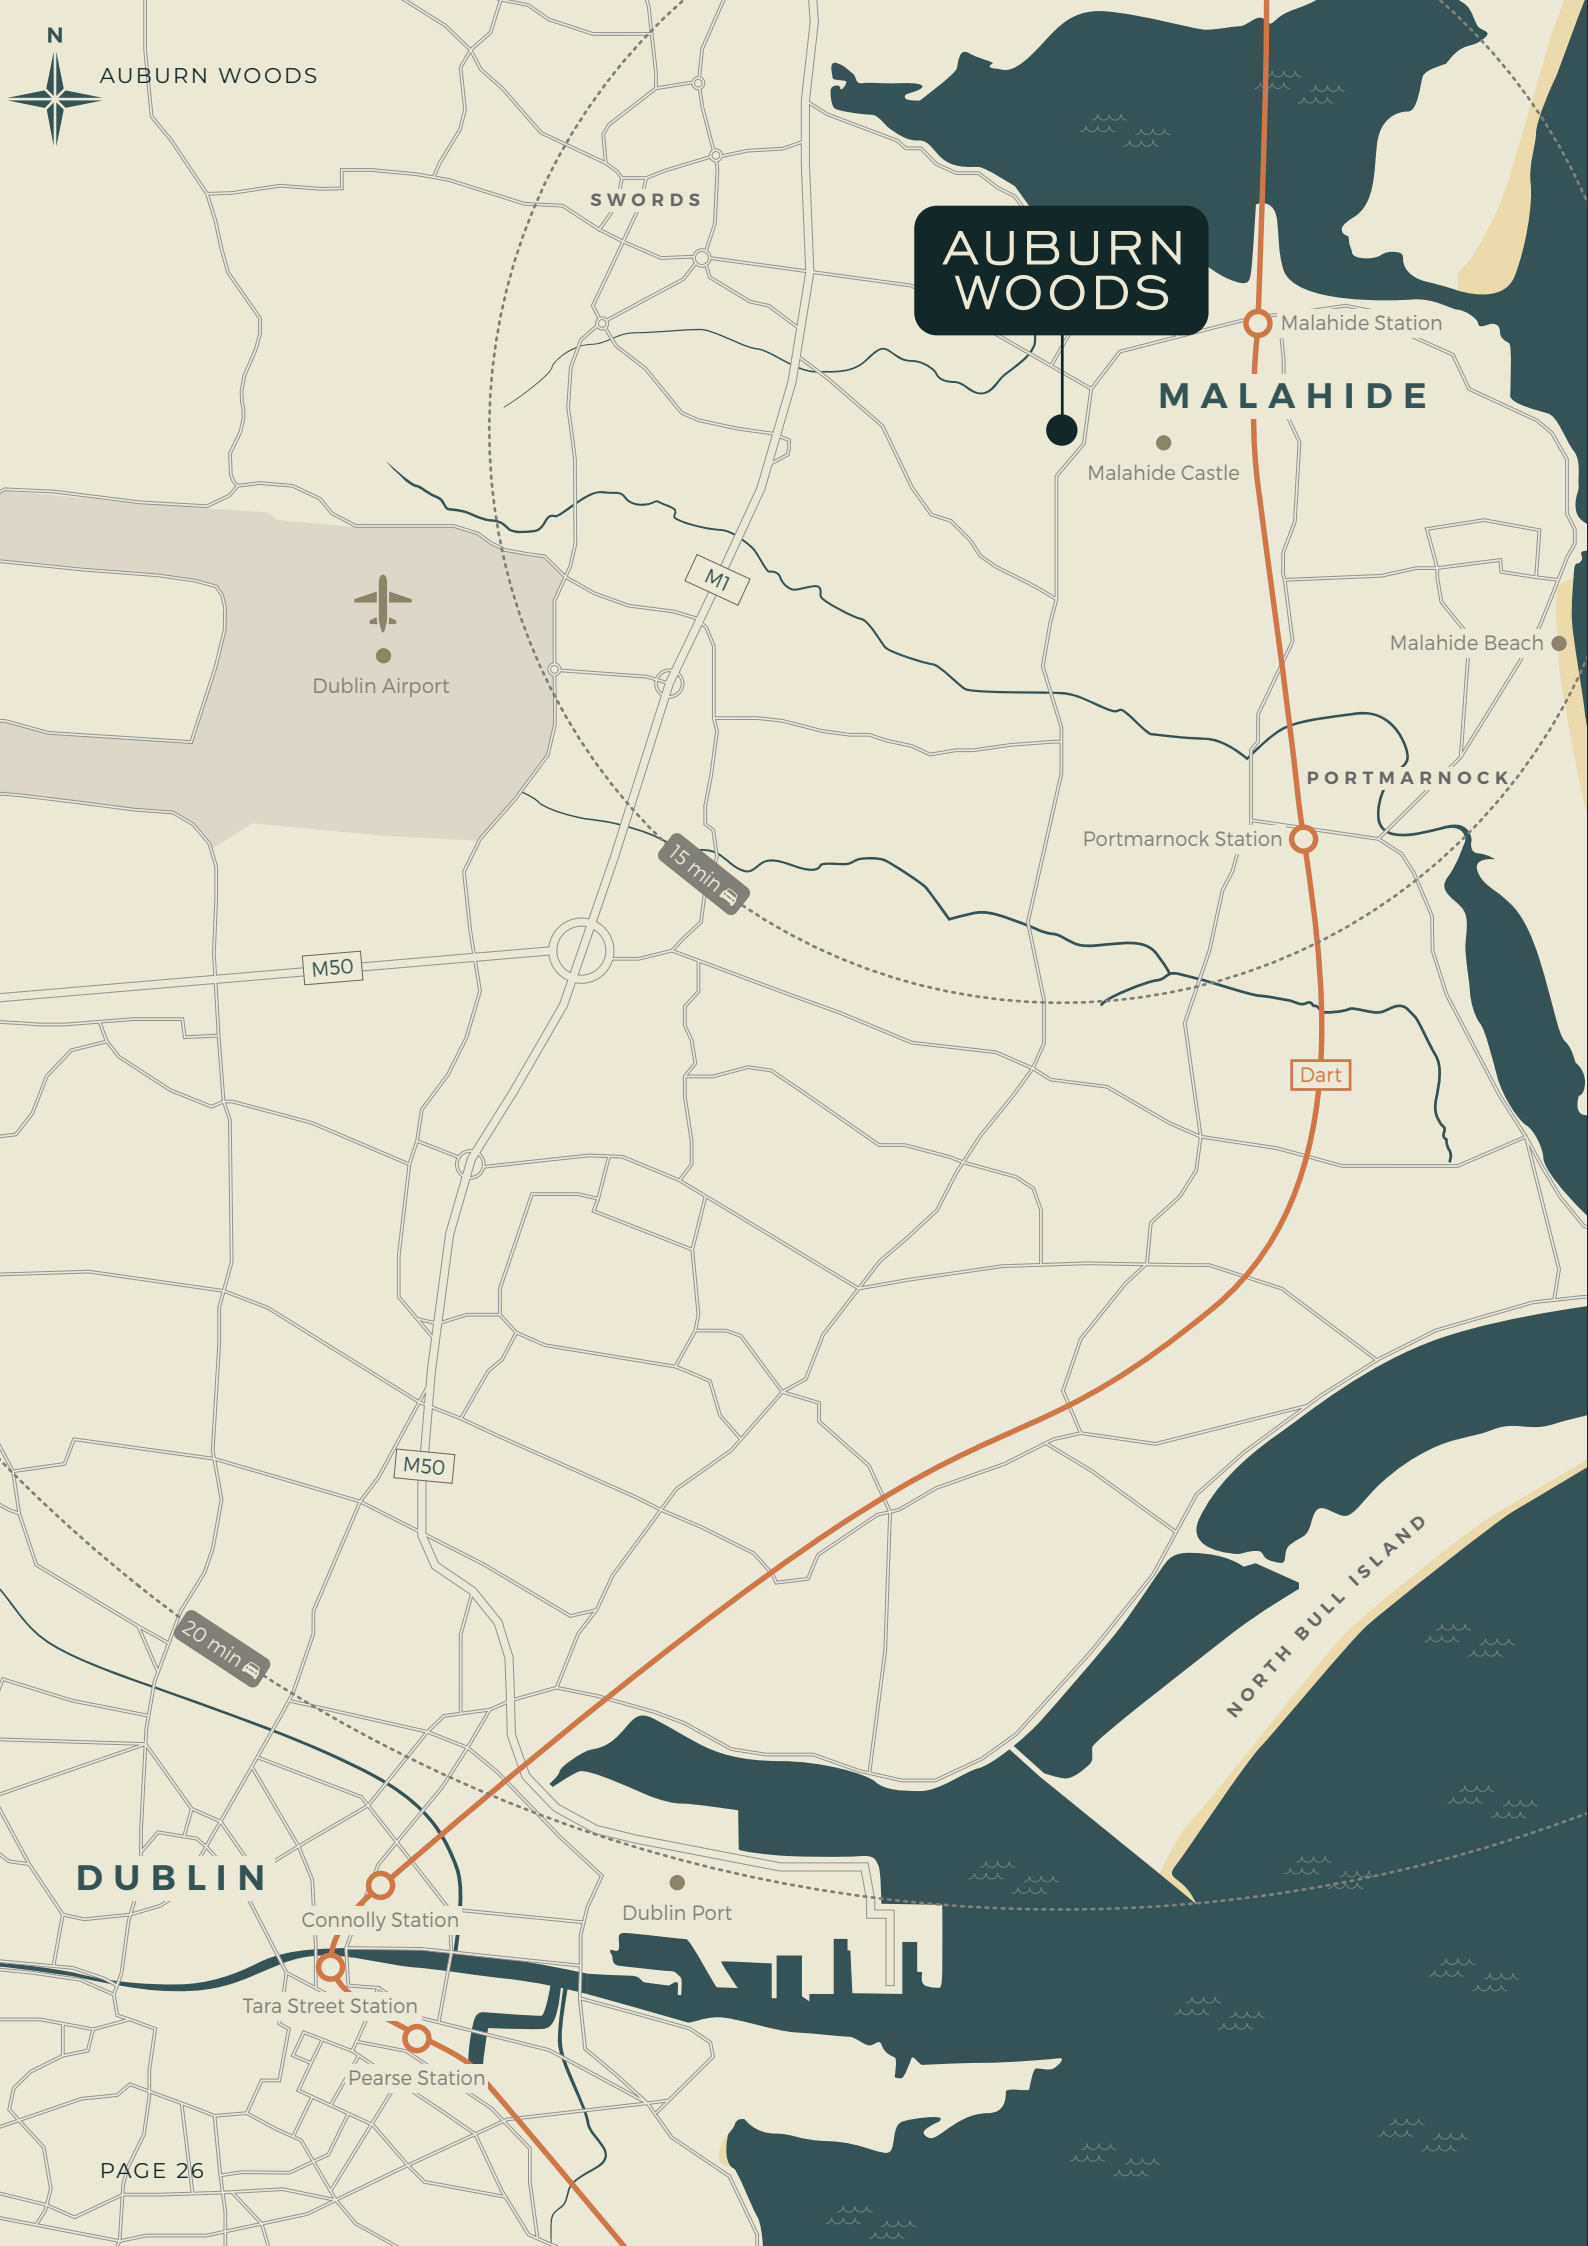 N
AUBURN WOODS
SWORDS
AUBURN
WOODS
Malahide Station
MALAHIDE
Malahide Castle
M1
Malahide Beach
Dublin Airport
PORTMARNOCK
Portmarnock Station
15 min
M50
Dart
M50
NORTH BULL ISLAND
20 min
DUBLIN
Dublin Port
Connolly Station
Tara Street Station
Pearse Station
PAGE 26